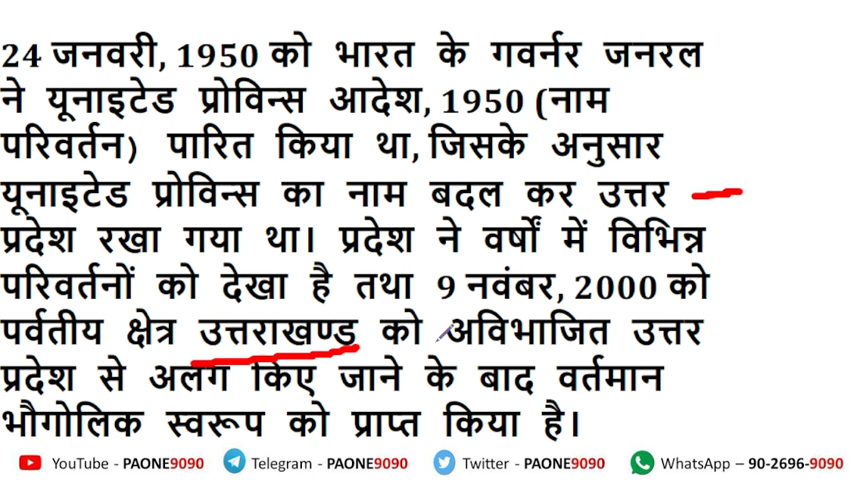 24 जनवरी, 1950 को भारत के गवर्नर जनरल
ने यूनाइटेड प्रोविन्स आदेश, 1950 (नाम
परिवर्तन) पारित किया था, जिसके अनुसार
यूनाइटेड प्रोविन्स का नाम बदल कर उत्तर
प्रदेश रखा गया था। प्रदेश ने वर्षों में विभिन्न
परिवर्तनों को देखा है तथा 9 नवंबर, 2000 को
पर्वतीय क्षेत्र उत्तराखण्ड को अविभाजित उत्तर
प्रदेश से अलग किए जाने के बाद वर्तमान
भौगोलिक स्वरूप को प्राप्त किया है।
YouTube - PAONE9090 Telegram - PAONE9090 Twitter - PAONE9090 WhatsApp – 90-2696-9090